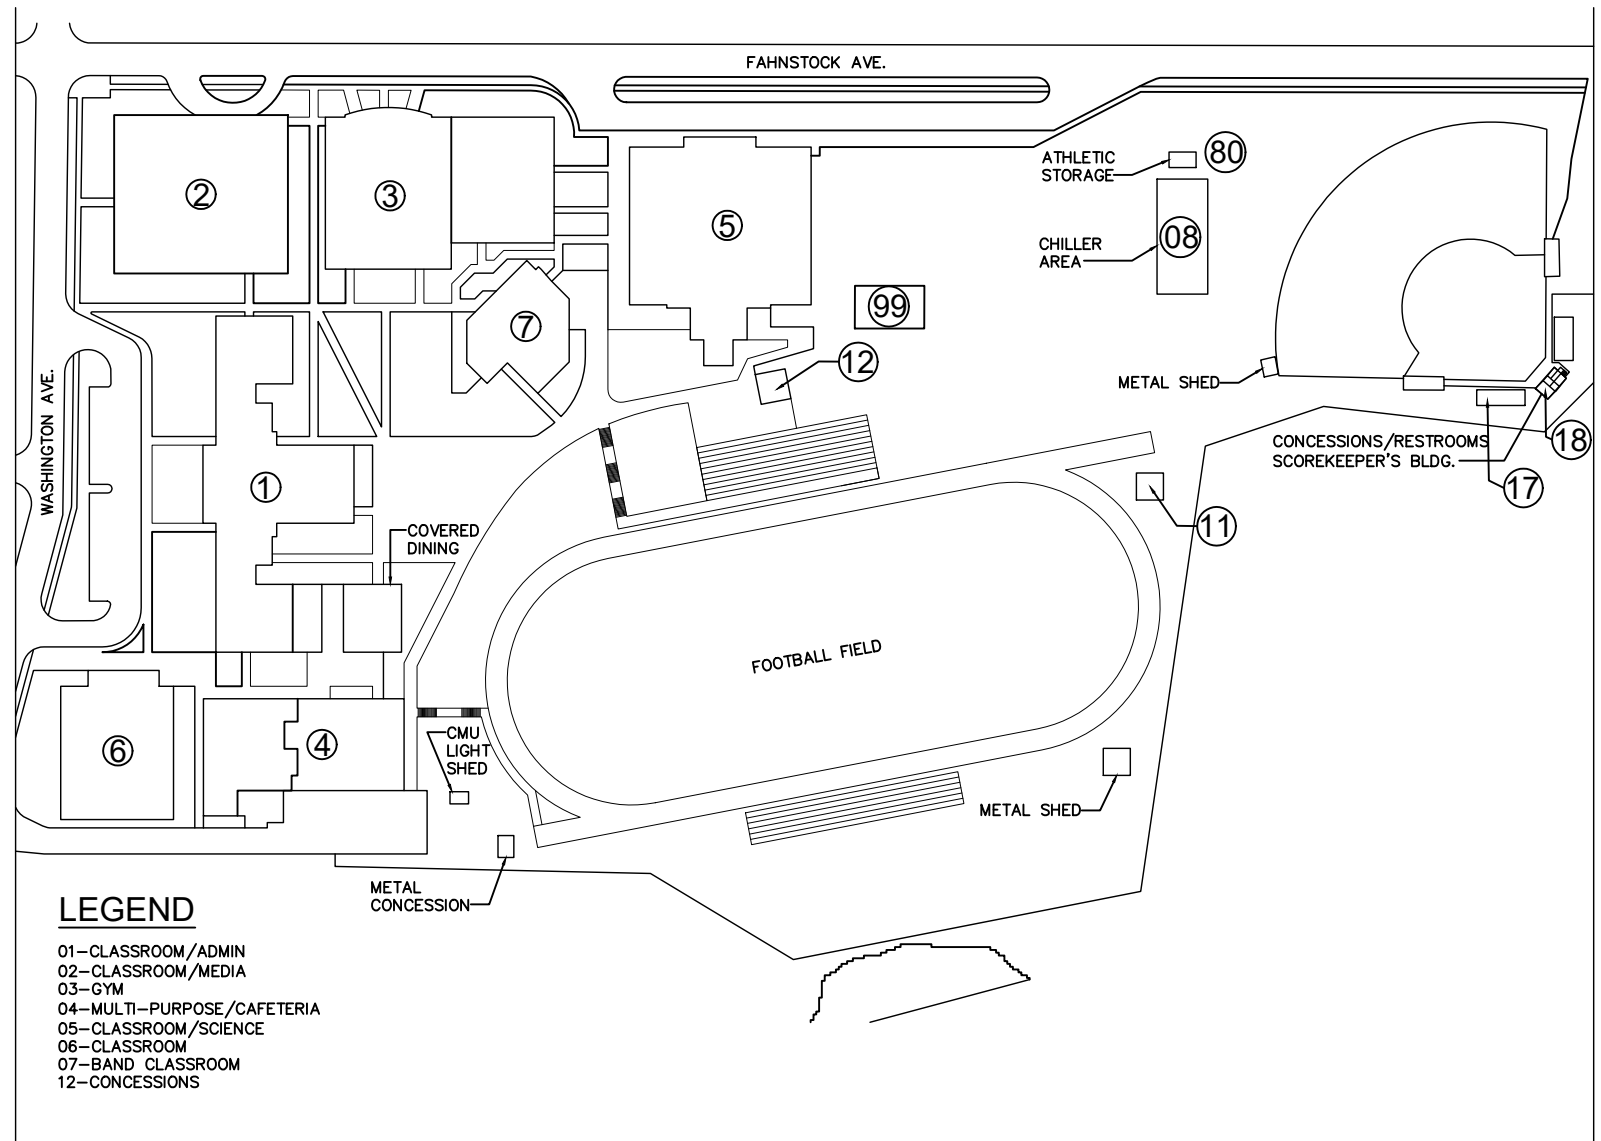 FAHNSTOCK AVE.
ATHLETIC
STORAGE
80
2
3
5
CHILLER
AREA
08
99
7
12
METAL SHED
WASHINGTON AVE.
CONCESSIONS/RESTROOMS
SCOREKEEPER'S BLDG.
18
17
1
11
COVERED
DINING
FOOTBALL FIELD
6
4
CMU
LIGHT
SHED
METAL SHED
METAL
CONCESSION
LEGEND
01-CLASSROOM/ADMIN
02-CLASSROOM/MEDIA
03-GYM
04-MULTI-PURPOSE/CAFETERIA
05-CLASSROOM/SCIENCE
06-CLASSROOM
07-BAND CLASSROOM
12-CONCESSIONS